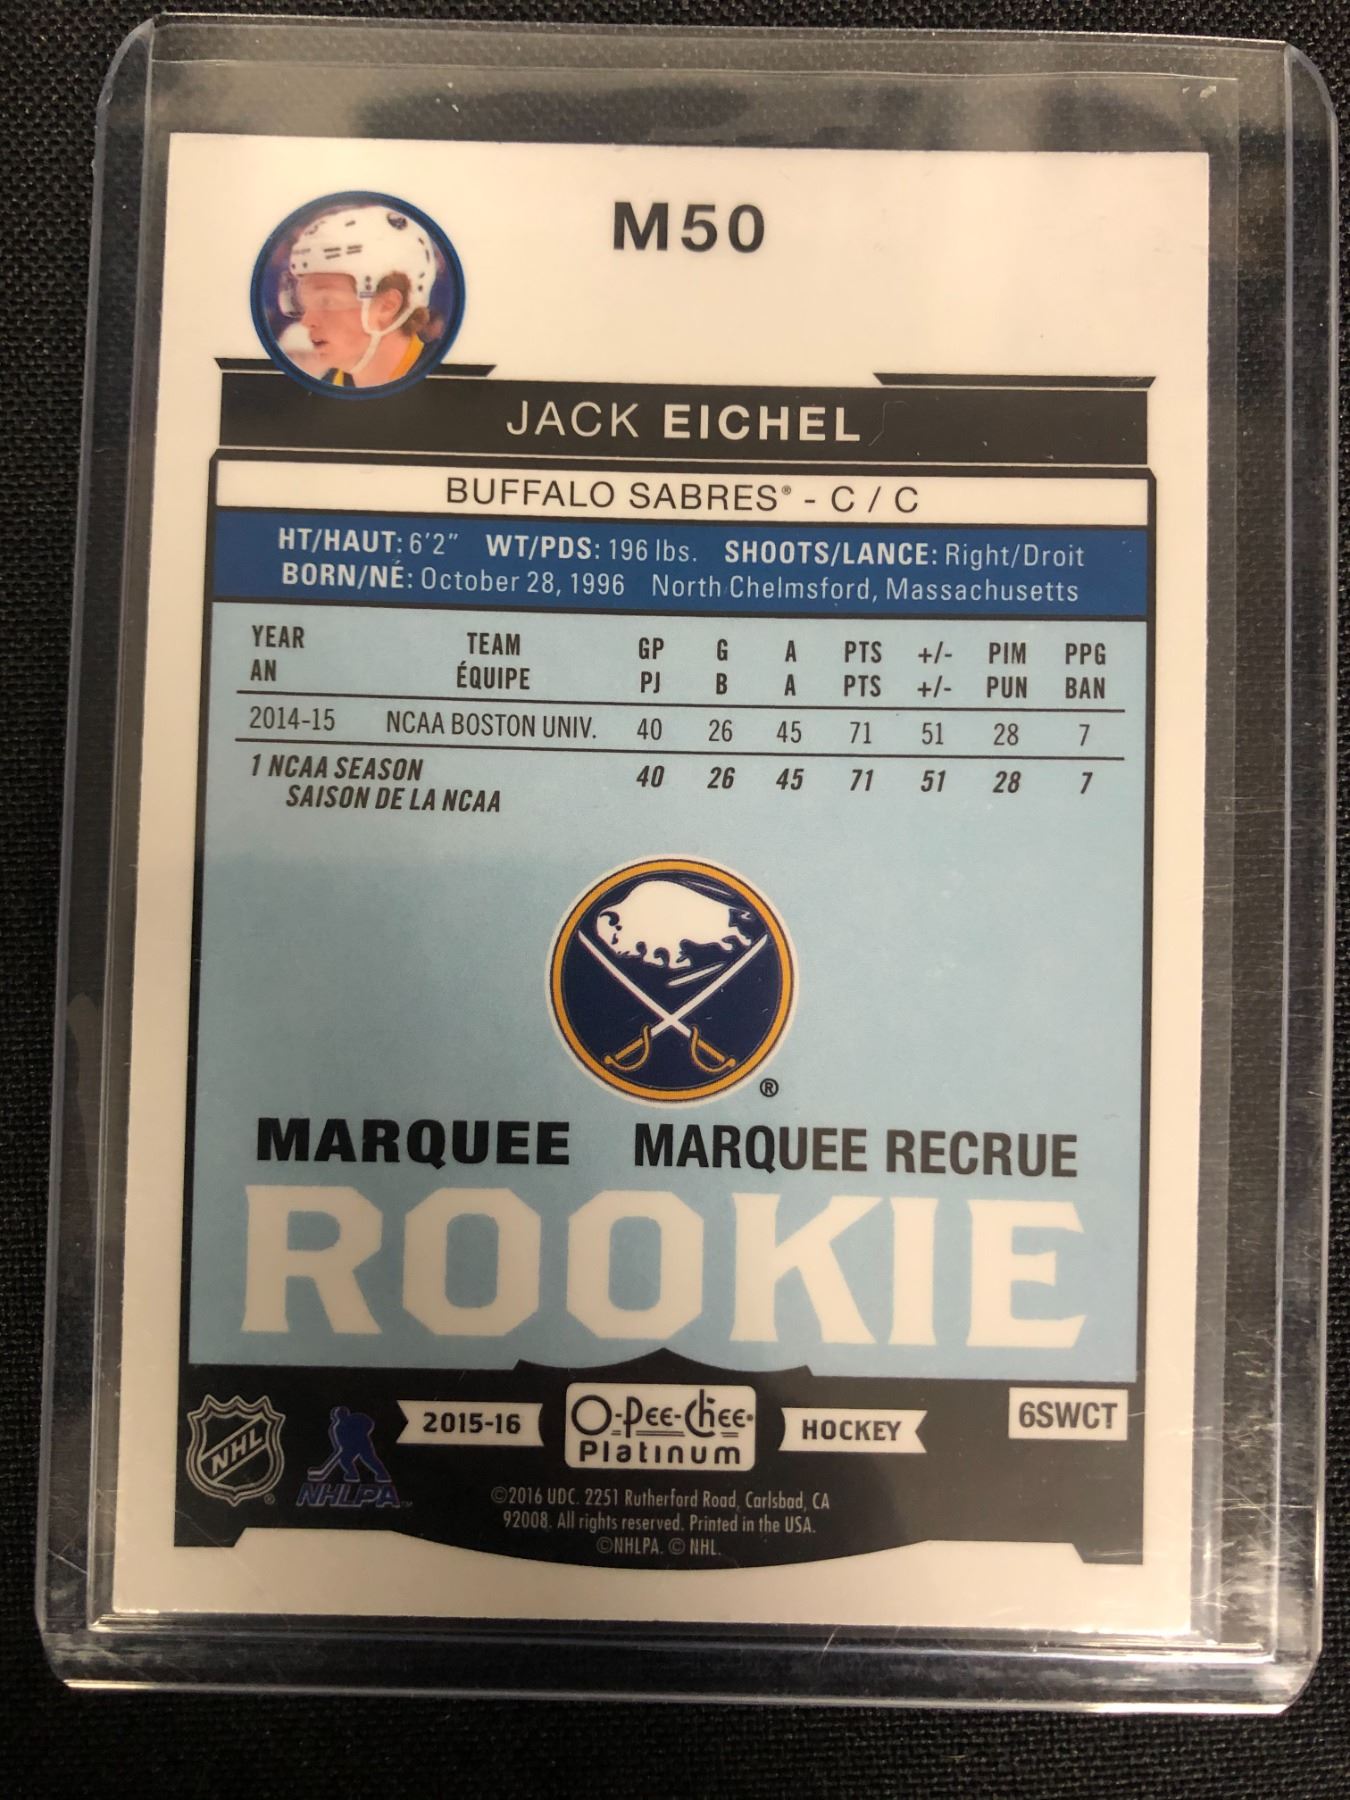 M50
JACK EICHEL
BUFFALO SABRES® - C / C
HT/HAUT: 6'2" WT/PDS: 196 lbs. SHOOTS/LANCE: Right/Droit
BORN/NÉ: October 28, 1996 North Chelmsford, Massachusetts
YEAR TEAM GP G A PTS +/- PIM PPG
AN ÉQUIPE PJ B A PTS +/- PUN BAN
2014-15 NCAA BOSTON UNIV. 40 26 45 71 51 28 7
1 NCAA SEASON 40 26 45 71 51 28 7
SAISON DE LA NCAA
®
MARQUEE MARQUEE RECRUE
ROOKIE
NHL NHLPA 2015-16 O-Pee-Chee HOCKEY 6SWCT
Platinum
©2016 UDC. 2251 Rutherford Road, Carlsbad, CA
92008. All rights reserved. Printed in the USA.
©NHLPA. © NHL.